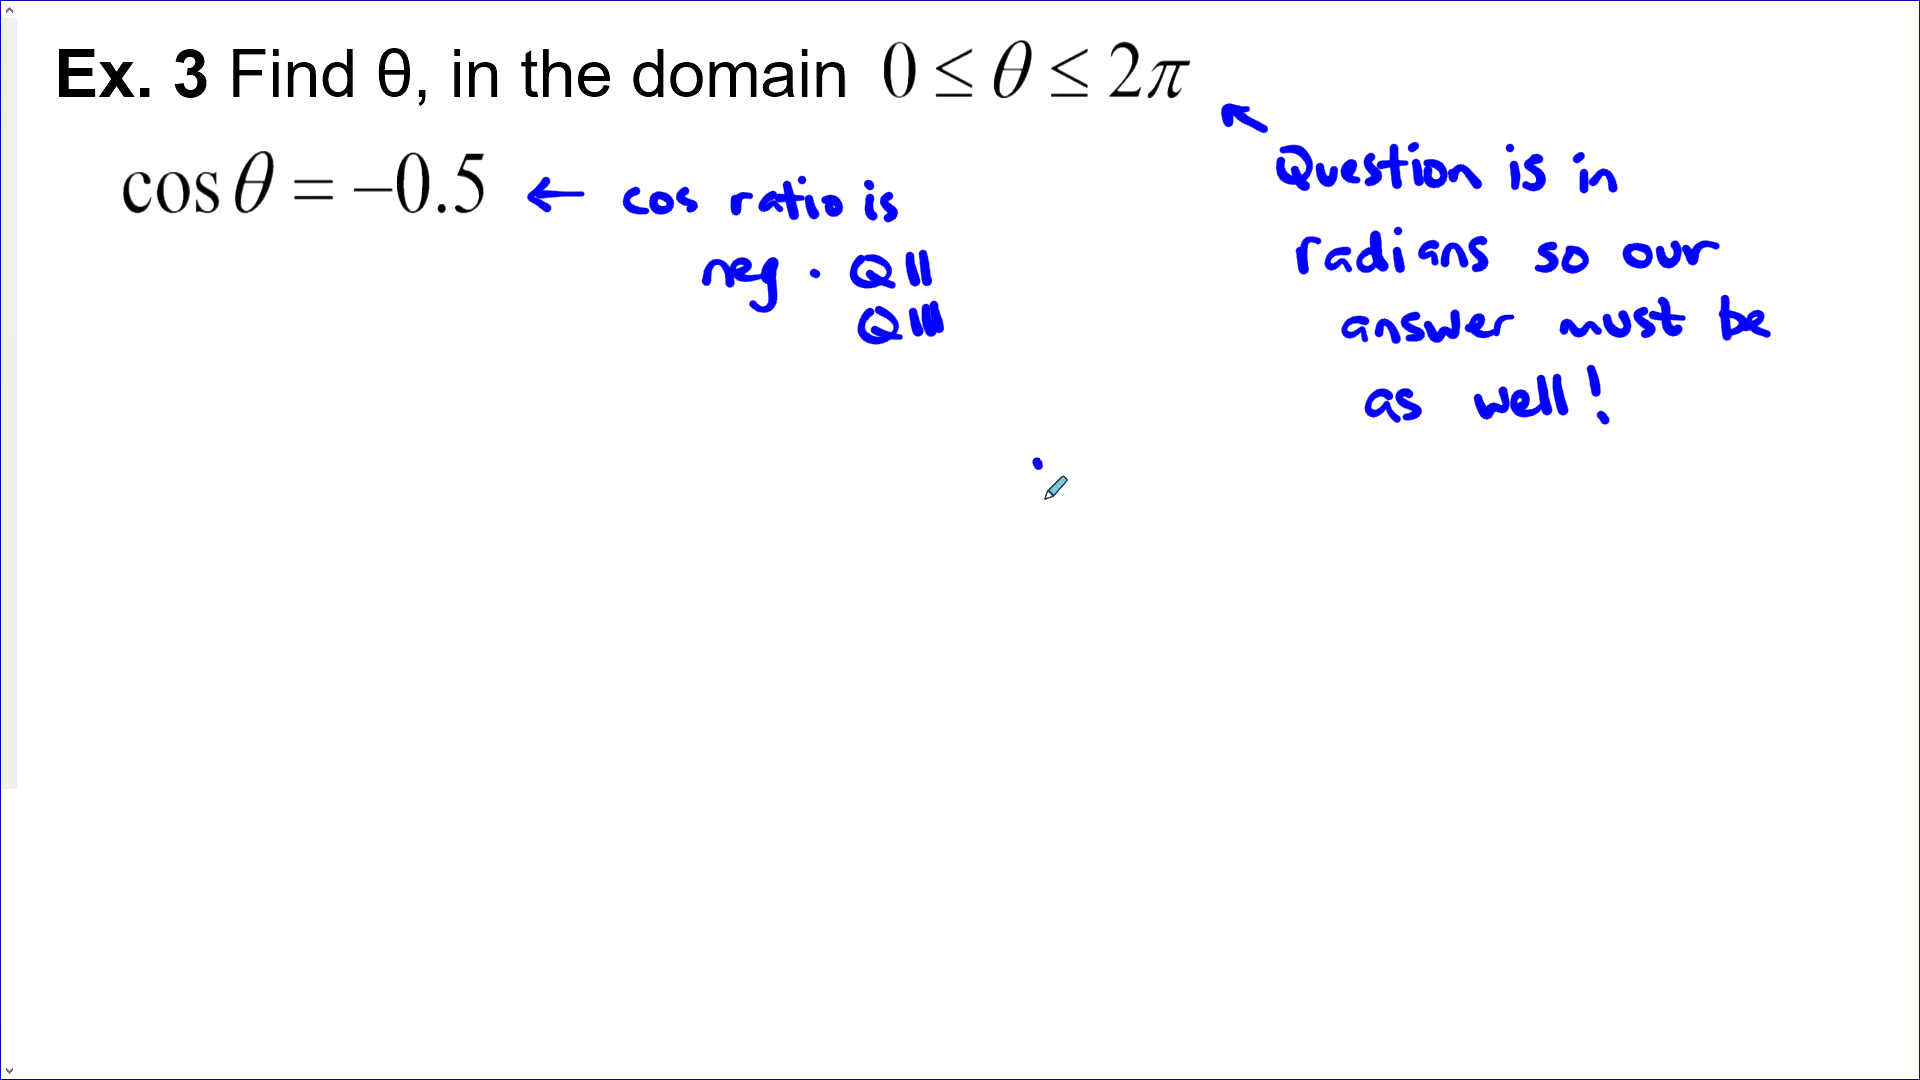 Ex. 3 Find θ, in the domain 0 ≤ θ ≤ 2π
cos θ = –0.5 ← cos ratio is
neg. QII
QIII
Question is in
radians so our
answer must be
as well!